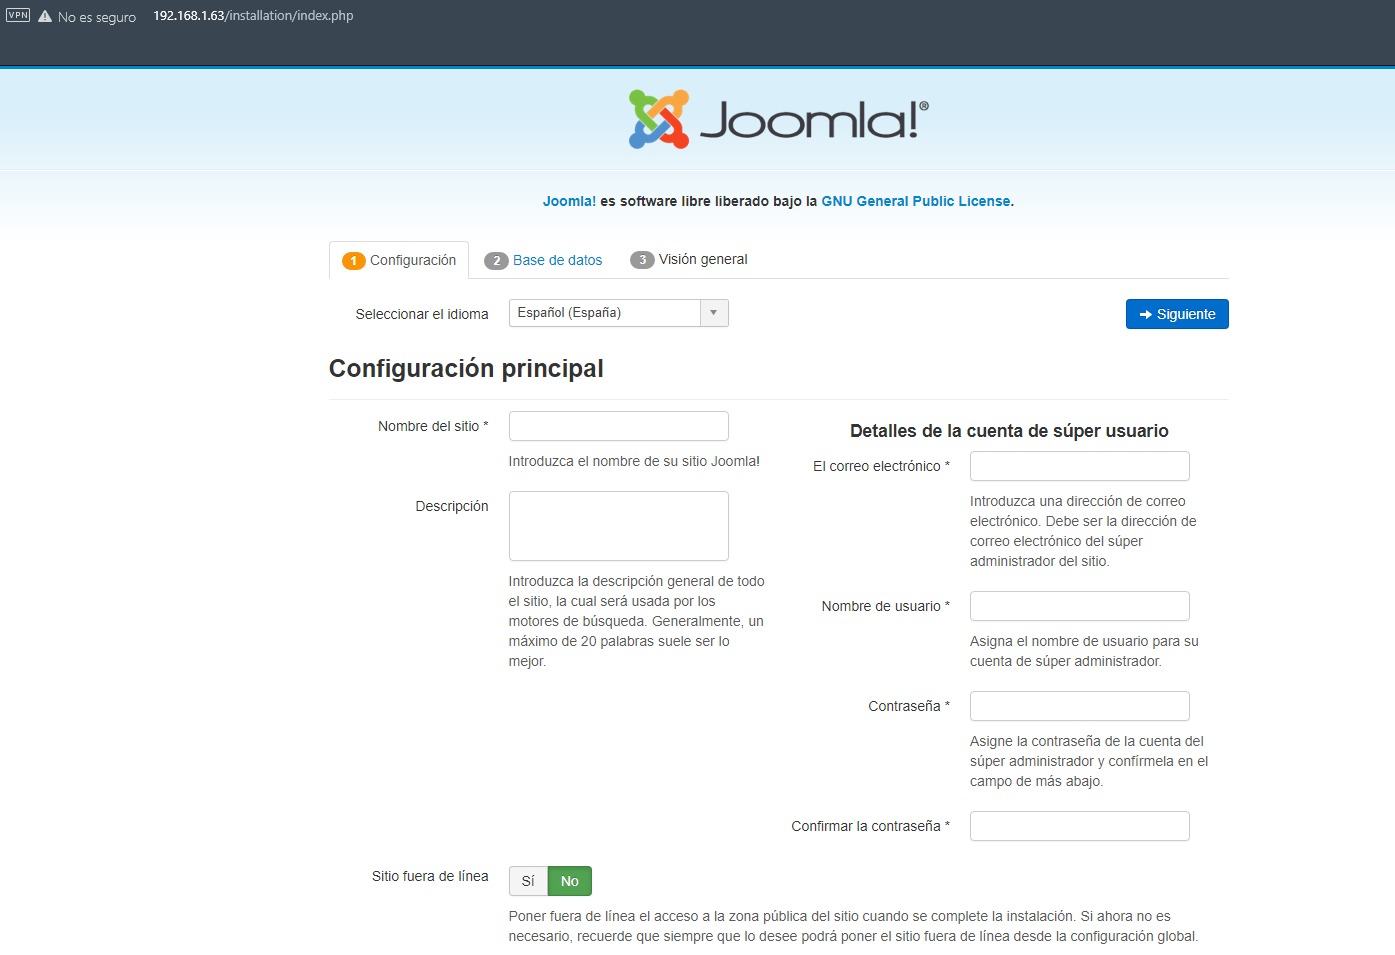 VPN No es seguro 192.168.1.63/installation/index.php
Joomla!®
Joomla! es software libre liberado bajo la GNU General Public License.
1 Configuración 2 Base de datos 3 Visión general
Seleccionar el idioma Español (España) Siguiente
Configuración principal
Nombre del sitio *
Introduzca el nombre de su sitio Joomla!
Descripción
Introduzca la descripción general de todo
el sitio, la cual será usada por los
motores de búsqueda. Generalmente, un
máximo de 20 palabras suele ser lo
mejor.
Detalles de la cuenta de súper usuario
El correo electrónico *
Introduzca una dirección de correo
electrónico. Debe ser la dirección de
correo electrónico del súper
administrador del sitio.
Nombre de usuario *
Asigna el nombre de usuario para su
cuenta de súper administrador.
Contraseña *
Asigne la contraseña de la cuenta del
súper administrador y confírmela en el
campo de más abajo.
Confirmar la contraseña *
Sitio fuera de línea Sí No
Poner fuera de línea el acceso a la zona pública del sitio cuando se complete la instalación. Si ahora no es
necesario, recuerde que siempre que lo desee podrá poner el sitio fuera de línea desde la configuración global.